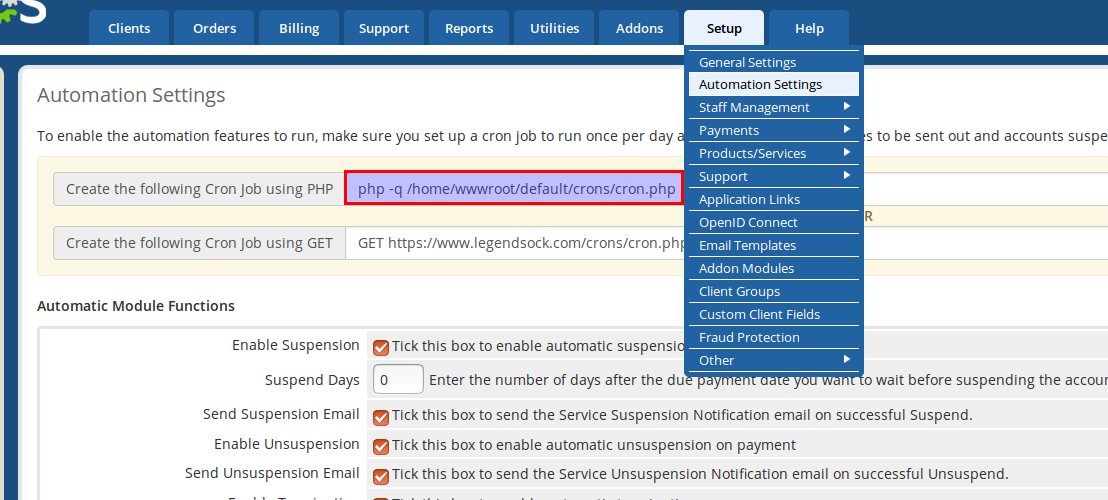 S
Clients Orders Billing Support Reports Utilities Addons Setup Help
General Settings
Automation Settings
Staff Management
Payments
Products/Services
Support
Application Links
OpenID Connect
Email Templates
Addon Modules
Client Groups
Custom Client Fields
Fraud Protection
Other
Automation Settings
To enable the automation features to run, make sure you set up a cron job to run once per day a
to be sent out and accounts suspe
Create the following Cron Job using PHP php -q /home/wwwroot/default/crons/cron.php
R
Create the following Cron Job using GET GET https://www.legendsock.com/crons/cron.php
Automatic Module Functions
Enable Suspension Tick this box to enable automatic suspensio
Suspend Days 0 Enter the number of days after the due payment date you want to wait before suspending the accou
Send Suspension Email Tick this box to send the Service Suspension Notification email on successful Suspend.
Enable Unsuspension Tick this box to enable automatic unsuspension on payment
Send Unsuspension Email Tick this box to send the Service Unsuspension Notification email on successful Unsuspend.